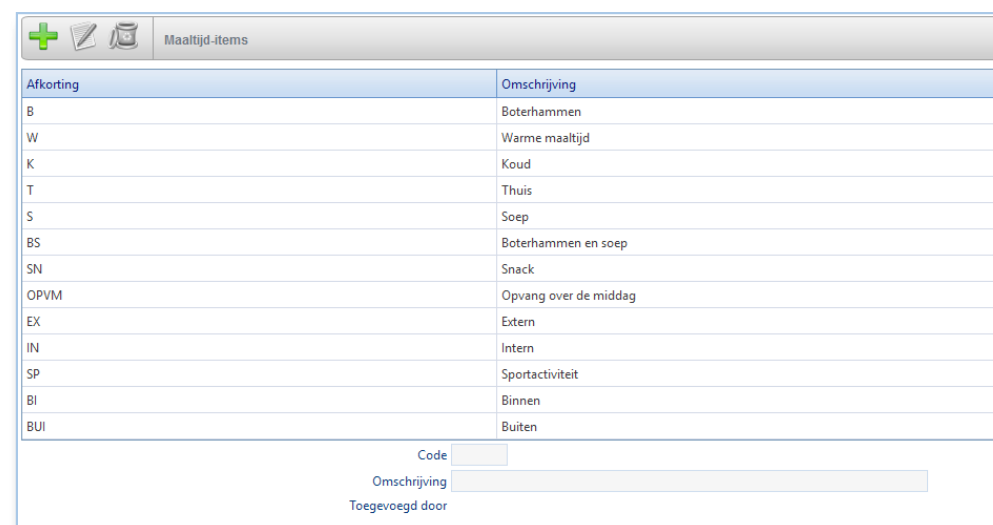 Maaltijd-items
Afkorting Omschrijving
B Boterhammen
W Warme maaltijd
K Koud
T Thuis
S Soep
BS Boterhammen en soep
SN Snack
OPVM Opvang over de middag
EX Extern
IN Intern
SP Sportactiviteit
BI Binnen
BUI Buiten
Code
Omschrijving
Toegevoegd door